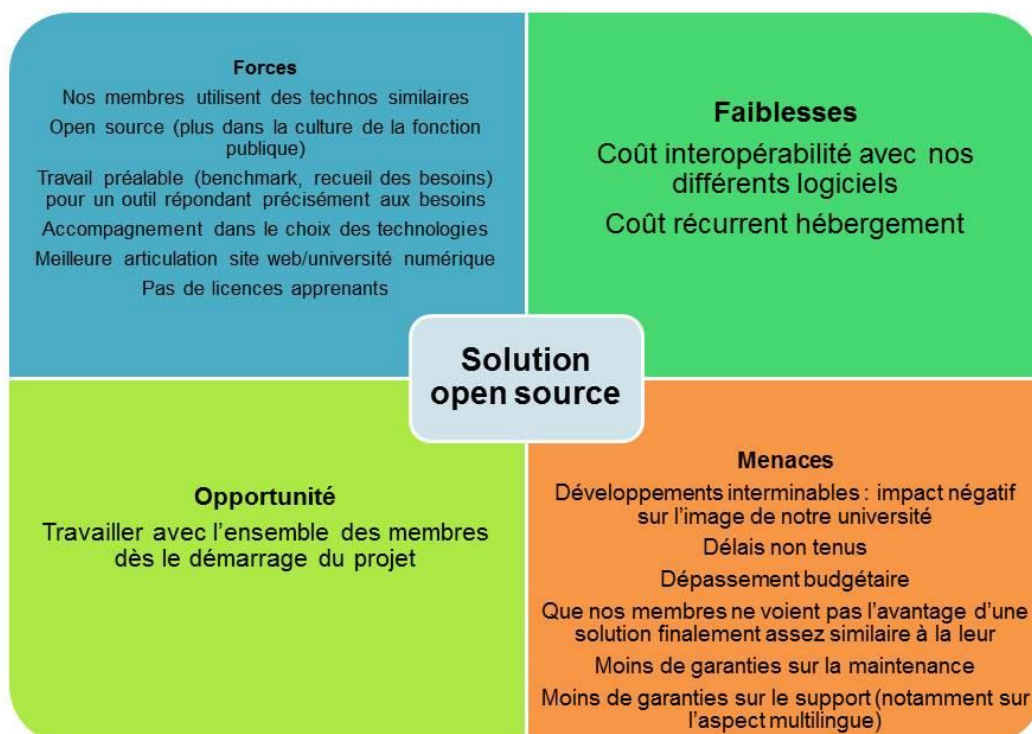 Forces
Nos membres utilisent des technos similaires
Open source (plus dans la culture de la fonction
publique)
Travail préalable (benchmark, recueil des besoins)
pour un outil répondant précisément aux besoins
Accompagnement dans le choix des technologies
Meilleure articulation site web/université numérique
Pas de licences apprenants
Faiblesses
Coût interopérabilité avec nos
différents logiciels
Coût récurrent hébergement
Solution
open source
Opportunité
Travailler avec l’ensemble des membres
dès le démarrage du projet
Menaces
Développements interminables : impact négatif
sur l’image de notre université
Délais non tenus
Dépassement budgétaire
Que nos membres ne voient pas l’avantage d’une
solution finalement assez similaire à la leur
Moins de garanties sur la maintenance
Moins de garanties sur le support (notamment sur
l’aspect multilingue)